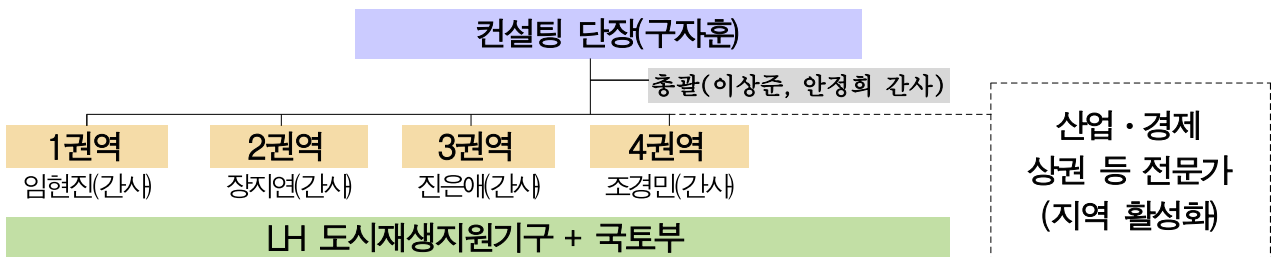 컨설팅 단장(구자훈)
총괄(이상준, 안정희 간사)
1권역
임현진(간사)
2권역
장지연(간사)
3권역
진은애(간사)
4권역
조경민(간사)
산업·경제
상권 등 전문가
(지역 활성화)
LH 도시재생지원기구 + 국토부